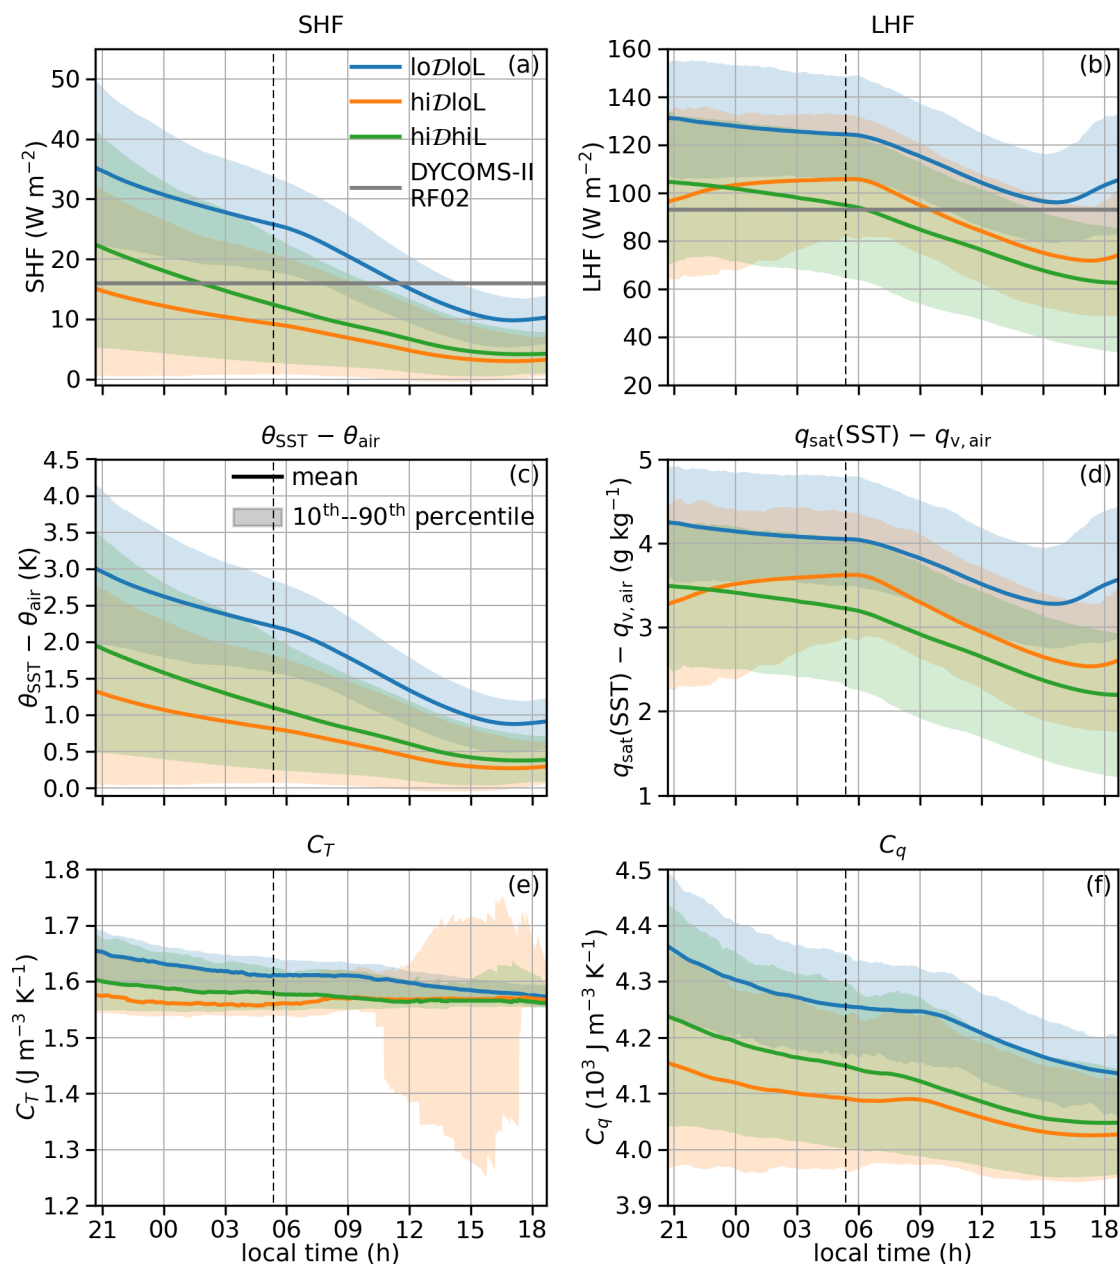 SHF
LHF
(a)
(b)
lo𝒟loL
hi𝒟loL
hi𝒟hiL
DYCOMS-II
RF02
SHF (W m⁻²)
50
40
30
20
10
0
LHF (W m⁻²)
160
140
120
100
80
60
40
20
θSST − θair
qsat(SST) − qv, air
(c)
(d)
mean
10th--90th percentile
θSST − θair (K)
4.5
4.0
3.5
3.0
2.5
2.0
1.5
1.0
0.5
0.0
qsat(SST) − qv, air (g kg⁻¹)
5
4
3
2
1
CT
Cq
(e)
(f)
CT (J m⁻³ K⁻¹)
1.8
1.7
1.6
1.5
1.4
1.3
1.2
21 00 03 06 09 12 15 18
local time (h)
Cq (10³ J m⁻³ K⁻¹)
4.5
4.4
4.3
4.2
4.1
4.0
3.9
21 00 03 06 09 12 15 18
local time (h)